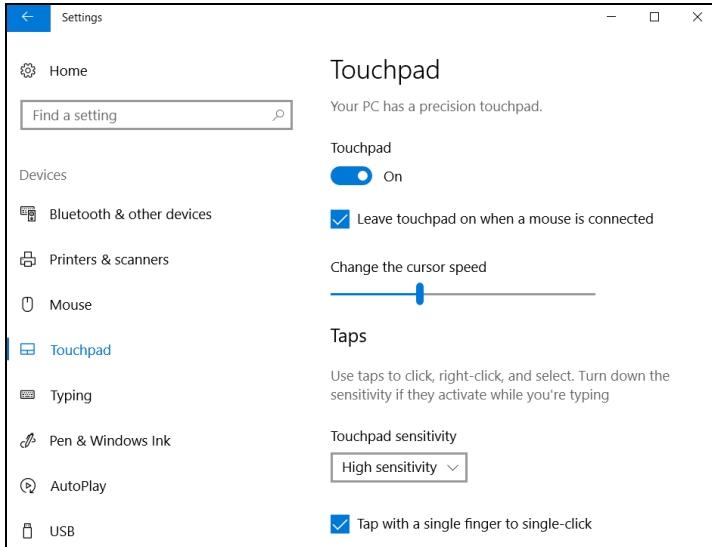 Settings
Home
Find a setting
Devices
Bluetooth & other devices
Printers & scanners
Mouse
Touchpad
Typing
Pen & Windows Ink
AutoPlay
USB
Touchpad
Your PC has a precision touchpad.
Touchpad
On
Leave touchpad on when a mouse is connected
Change the cursor speed
Taps
Use taps to click, right-click, and select. Turn down the
sensitivity if they activate while you're typing
Touchpad sensitivity
High sensitivity
Tap with a single finger to single-click